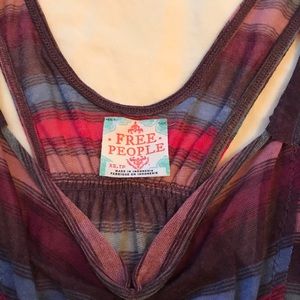 FREE
PEOPLE
XS.TP
MADE IN INDONESIA
FABRIQUE EN INDONESIE